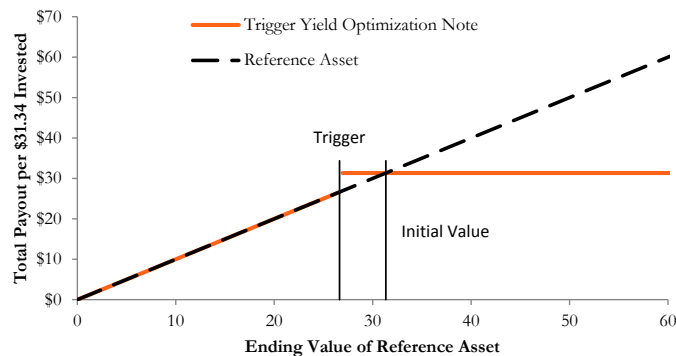 Trigger Yield Optimization Note
Reference Asset
Total Payout per $31.34 Invested
$70
$60
$50
$40
$30
$20
$10
$0
Trigger
Initial Value
0 10 20 30 40 50 60
Ending Value of Reference Asset